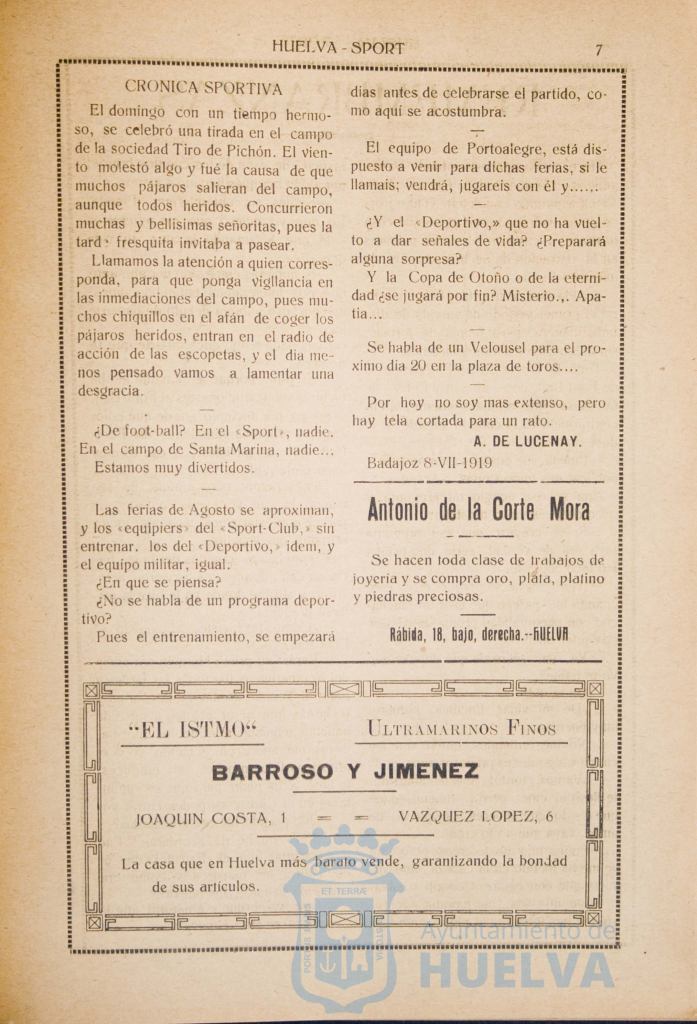 HUELVA - SPORT
7
CRONICA SPORTIVA
El domingo con un tiempo hermo-
so, se celebró una tirada en el campo
de la sociedad Tiro de Pichón. El vien-
to molestó algo y fué la causa de que
muchos pájaros salieran del campo,
aunque todos heridos. Concurrieron
muchas y bellisimas señoritas, pues la
tard fresquita invitaba a pasear.
Llamamos la atención a quien corres-
ponda, para que ponga vigilancia en
las inmediaciones del campo, pues mu-
chos chiquillos en el afán de coger los
pájaros heridos, entran en el radio de
acción de las escopetas, y el dia me-
nos pensado vamos a lamentar una
desgracia.
¿De foot-ball? En el «Sport», nadie.
En el campo de Santa Marina, nadie...
Estamos muy divertidos.
Las ferias de Agosto se aproximan,
y los «equipiers» del «Sport-Club,» sin
entrenar. los del «Deportivo,» idem, y
el equipo militar, igual.
¿En que se piensa?
¿No se habla de un programa depor-
tivo?
Pues el entrenamiento, se empezará
dias antes de celebrarse el partido, co-
mo aquí se acostumbra.
El equipo de Portoalegre, está dis-
puesto a venir para dichas ferias, si le
llamais; vendrá, jugareis con él y......
¿Y el «Deportivo,» que no ha vuel-
to a dar señales de vida? ¿Preparará
alguna sorpresa?
Y la Copa de Otoño o de la eterni-
dad ¿se jugará por fin? Misterio... Apa-
tia...
Se habla de un Velousel para el pro-
ximo dia 20 en la plaza de toros....
Por hoy no soy mas extenso, pero
hay tela cortada para un rato.
A. DE LUCENAY.
Badajoz 8-VII-1919
Antonio de la Corte Mora
Se hacen toda clase de trabajos de
joyería y se compra oro, plata, platino
y piedras preciosas.
Rábida, 18, bajo, derecha.--HUELVA
"EL ISTMO" ULTRAMARINOS FINOS
BARROSO Y JIMENEZ
JOAQUIN COSTA, 1 = = VAZQUEZ LOPEZ, 6
La casa que en Huelva más barato vende, garantizando la bondad
de sus artículos.
ET TERRÆ
Ayuntamiento de
HUELVA